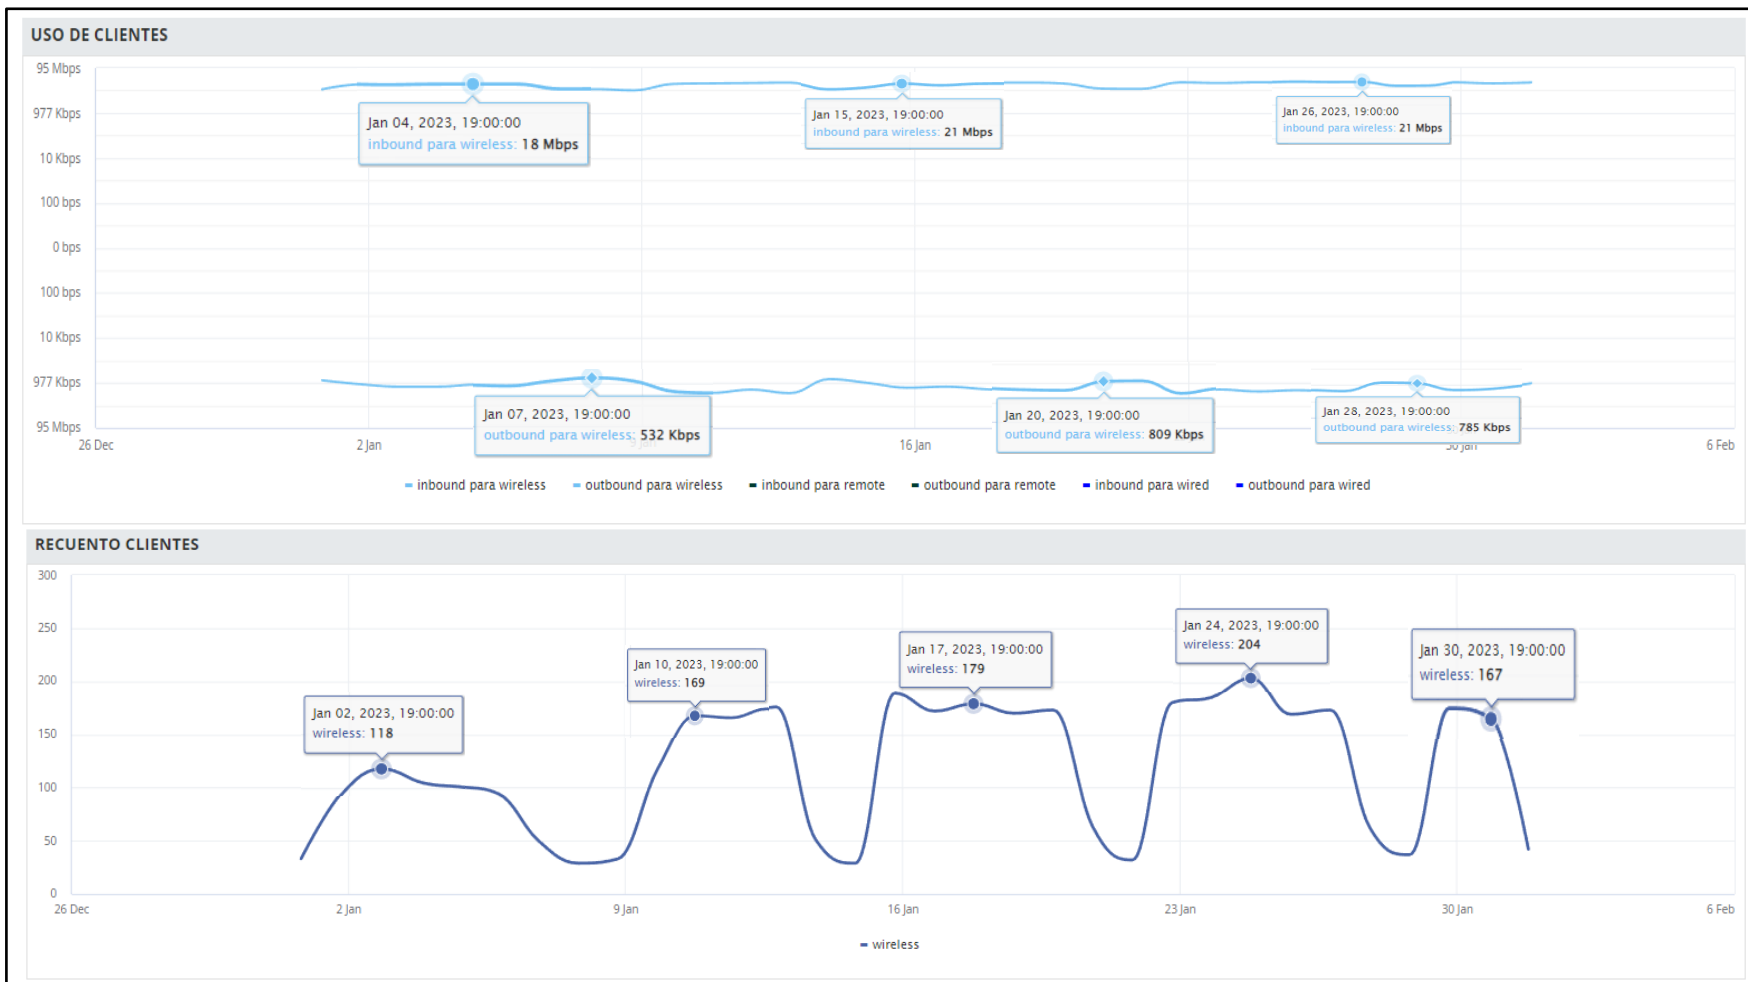 USO DE CLIENTES
95 Mbps
977 Kbps
10 Kbps
100 bps
0 bps
100 bps
10 Kbps
977 Kbps
95 Mbps
Jan 04, 2023, 19:00:00
inbound para wireless: 18 Mbps
Jan 15, 2023, 19:00:00
inbound para wireless: 21 Mbps
Jan 26, 2023, 19:00:00
inbound para wireless: 21 Mbps
Jan 07, 2023, 19:00:00
outbound para wireless: 532 Kbps
Jan 20, 2023, 19:00:00
outbound para wireless: 809 Kbps
Jan 28, 2023, 19:00:00
outbound para wireless: 785 Kbps
26 Dec
2 Jan
16 Jan
30 Jan
6 Feb
inbound para wireless
outbound para wireless
inbound para remote
outbound para remote
inbound para wired
outbound para wired
RECUENTO CLIENTES
300
250
200
150
100
50
0
Jan 02, 2023, 19:00:00
wireless: 118
Jan 10, 2023, 19:00:00
wireless: 169
Jan 17, 2023, 19:00:00
wireless: 179
Jan 24, 2023, 19:00:00
wireless: 204
Jan 30, 2023, 19:00:00
wireless: 167
26 Dec
2 Jan
9 Jan
16 Jan
23 Jan
30 Jan
6 Feb
wireless